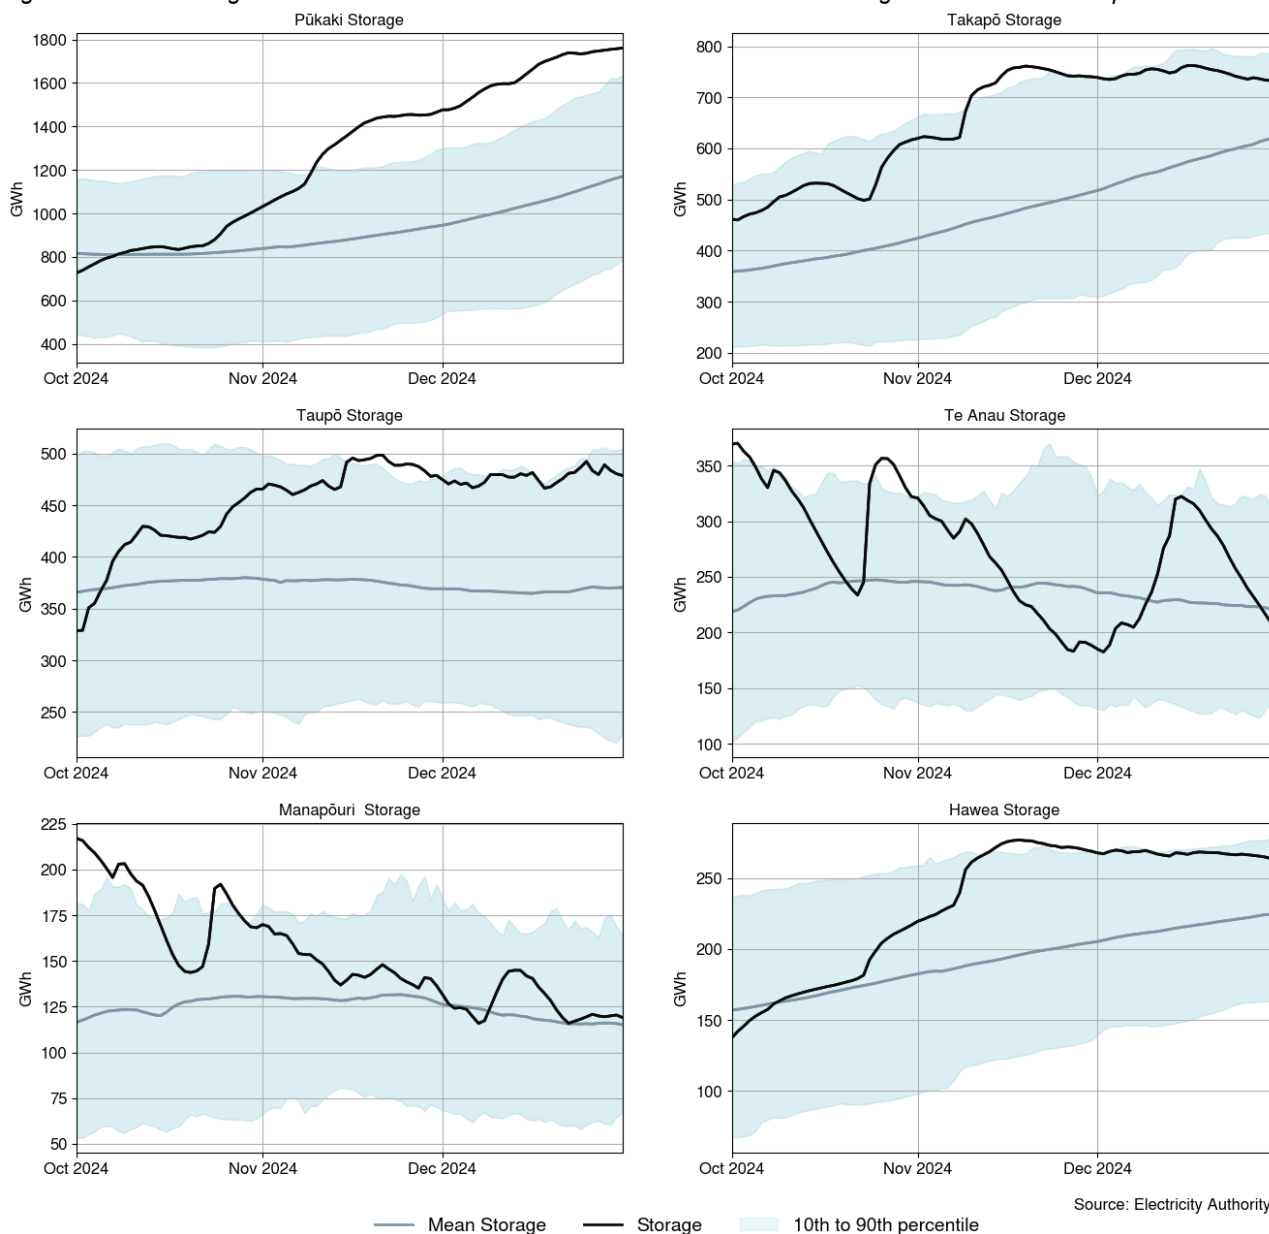 Pūkaki Storage
1800
1600
1400
1200
1000
800
600
400
GWh
Oct 2024 Nov 2024 Dec 2024
Takapō Storage
800
700
600
500
400
300
200
GWh
Oct 2024 Nov 2024 Dec 2024
Taupō Storage
500
450
400
350
300
250
GWh
Oct 2024 Nov 2024 Dec 2024
Te Anau Storage
350
300
250
200
150
100
GWh
Oct 2024 Nov 2024 Dec 2024
Manapōuri Storage
225
200
175
150
125
100
75
50
GWh
Oct 2024 Nov 2024 Dec 2024
Hawea Storage
250
200
150
100
GWh
Oct 2024 Nov 2024 Dec 2024
Source: Electricity Authority
Mean Storage Storage 10th to 90th percentile